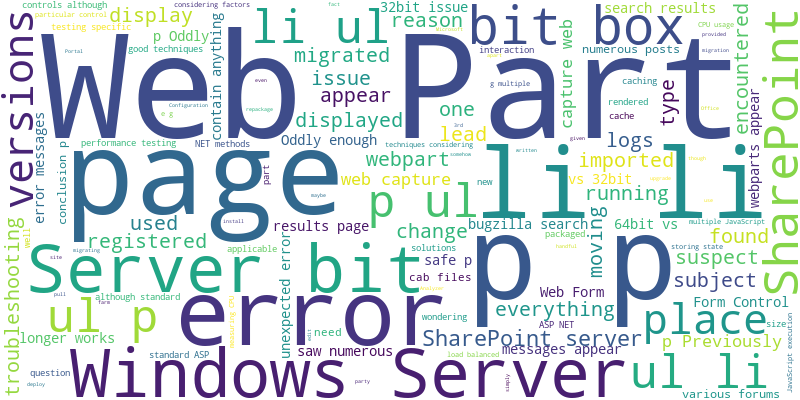 controls although
considering factors
fact
particular control
display
32bit issue
search results
testing specific
li ul
reason
bit box
CPU usage
Portal
p Oddly
particular
provided
good techniques
migrated
interaction
numerous posts
migration
Web Part
versions
contain anything
issue
capture web
caching
type
encountered
SharePoint
even
appear
g multiple
rendered
Configuration
one
cache
repackage
e g
displayed
logs
error messages
performance testing
NET methods
Oddly enough
lead
techniques considering
webparts appear
conclusion p
page
webpart
li li
imported
part
web capture
vs 32bit
somehow
written
though
maybe
p ul
new
running
used
results page
bugzilla search
64bit vs
multiple JavaScript
troubleshooting
registered
install
change
moving
p p
found
well
applicable
solutions
packaged
storing state
Server bit
safe p
suspect
migrating
unexpected error
cab files
handful
site
Web Form
subject
although standard
pull
wondering
everything
Form Control
ul p
error
farm
measuring CPU
need
ASP NET
place
size
longer works
saw numerous
SharePoint server
p Previously
messages appear
JavaScript execution
standard ASP
load balanced
question
Windows Server
party
simply
ul li
deploy
various forums